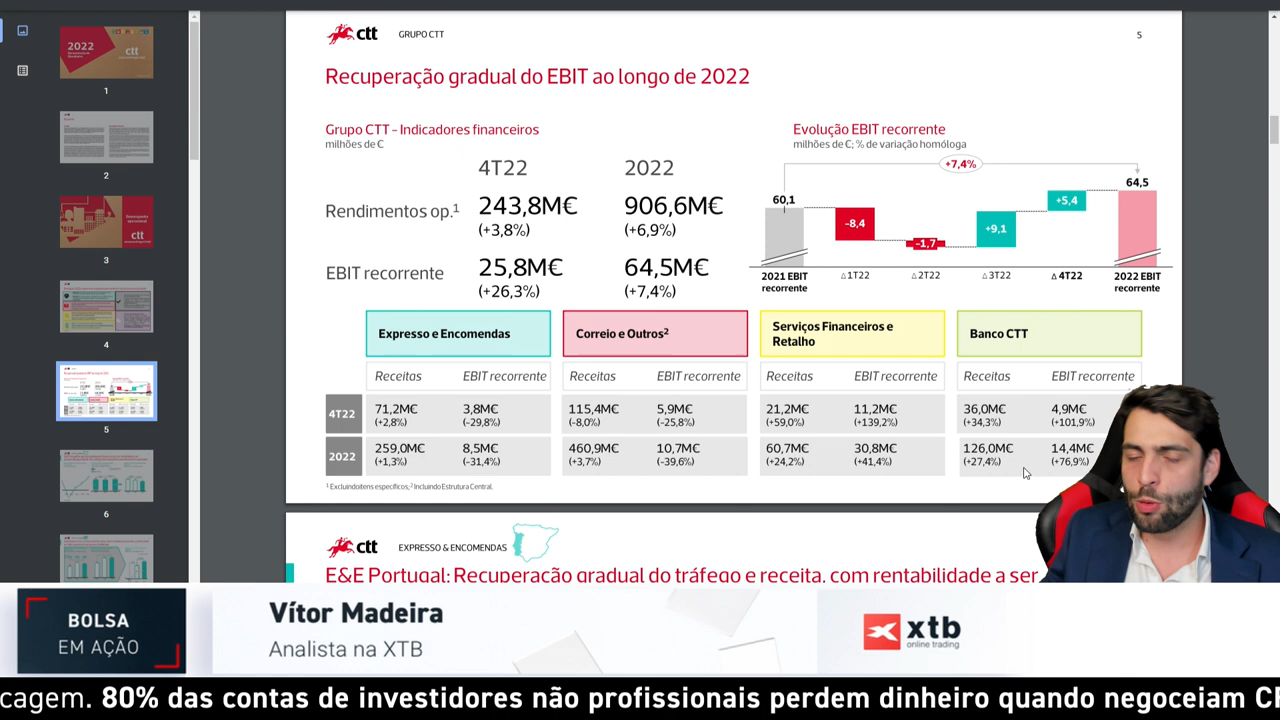 ctt
GRUPO CTT
5
Recuperação gradual do EBIT ao longo de 2022
Grupo CTT – Indicadores financeiros
milhões de €
4T22 2022
Rendimentos op.¹ 243,8M€ 906,6M€
(+3,8%) (+6,9%)
EBIT recorrente 25,8M€ 64,5M€
(+26,3%) (+7,4%)
Evolução EBIT recorrente
milhões de €; % de variação homóloga
+7,4%
60,1
-8,4
-1,7
+9,1
+5,4
64,5
2021 EBIT recorrente
△ 1T22
△ 2T22
△ 3T22
△ 4T22
2022 EBIT recorrente
Expresso e Encomendas
Correio e Outros²
Serviços Financeiros e
Retalho
Banco CTT
Receitas EBIT recorrente Receitas EBIT recorrente Receitas EBIT recorrente Receitas EBIT recorrente
4T22 71,2M€ 3,8M€ 115,4M€ 5,9M€ 21,2M€ 11,2M€ 36,0M€ 4,9M€
(+2,8%) (-29,8%) (-8,0%) (-25,8%) (+59,0%) (+139,2%) (+34,3%) (+101,9%)
2022 259,0M€ 8,5M€ 460,9M€ 10,7M€ 60,7M€ 30,8M€ 126,0M€ 14,4M€
(+1,3%) (-31,4%) (+3,7%) (-39,6%) (+24,2%) (+41,4%) (+27,4%) (+76,9%)
¹ Excluindo itens específicos; ² Incluindo Estrutura Central.
ctt
EXPRESSO & ENCOMENDAS
E&E Portugal: Recuperação gradual do tráfego e receita, com rentabilidade a ser
2022
ctt
1
2
ctt
3
4
5
6
BOLSA
EM AÇÃO
Vítor Madeira
Analista na XTB
xtb
online trading
cagem. 80% das contas de investidores não profissionais perdem dinheiro quando negoceiam